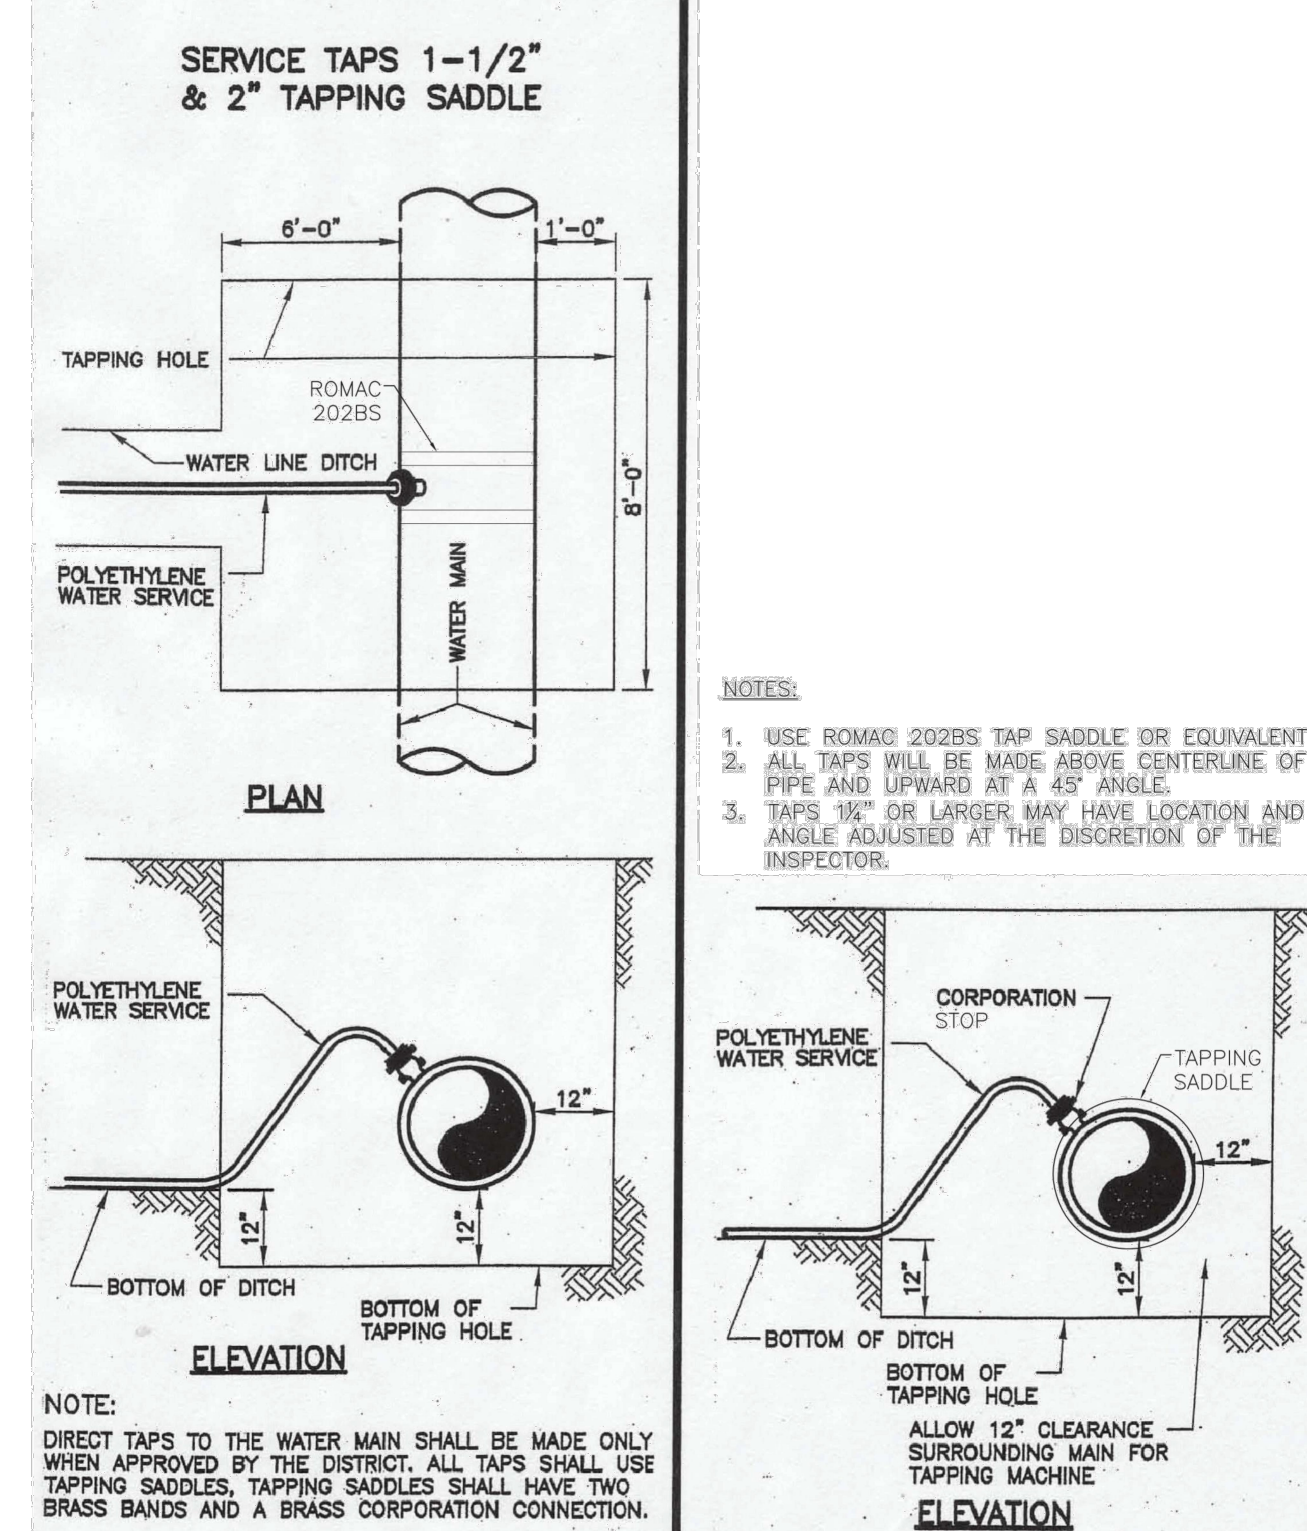 SERVICE TAPS 1-1/2"
& 2" TAPPING SADDLE
6'-0"
1'-0"
TAPPING HOLE
ROMAC
202BS
WATER LINE DITCH
8'-0"
POLYETHYLENE
WATER SERVICE
WATER MAIN
PLAN
POLYETHYLENE
WATER SERVICE
12"
12"
12"
BOTTOM OF DITCH
BOTTOM OF
TAPPING HOLE
ELEVATION
NOTE:
DIRECT TAPS TO THE WATER MAIN SHALL BE MADE ONLY
WHEN APPROVED BY THE DISTRICT. ALL TAPS SHALL USE
TAPPING SADDLES, TAPPING SADDLES SHALL HAVE TWO
BRASS BANDS AND A BRASS CORPORATION CONNECTION.
NOTES:
1. USE ROMAC 202BS TAP SADDLE OR EQUIVALENT
2. ALL TAPS WILL BE MADE ABOVE CENTERLINE OF
PIPE AND UPWARD AT A 45° ANGLE.
3. TAPS 1¼" OR LARGER MAY HAVE LOCATION AND
ANGLE ADJUSTED AT THE DISCRETION OF THE
INSPECTOR.
CORPORATION
STOP
POLYETHYLENE
WATER SERVICE
TAPPING
SADDLE
12"
12"
12"
BOTTOM OF DITCH
BOTTOM OF
TAPPING HOLE
ALLOW 12" CLEARANCE
SURROUNDING MAIN FOR
TAPPING MACHINE
ELEVATION